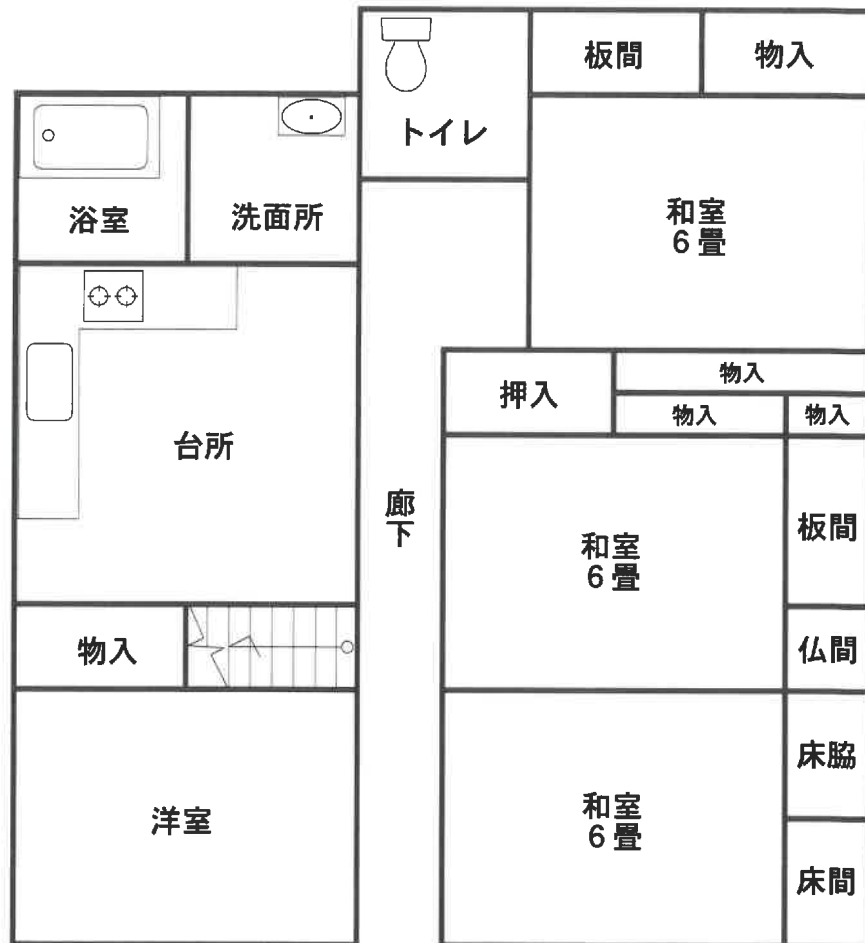 板間
物入
トイレ
浴室
洗面所
和室
6畳
物入
押入
物入
物入
台所
廊下
和室
6畳
板間
物入
仏間
洋室
和室
6畳
床脇
床間